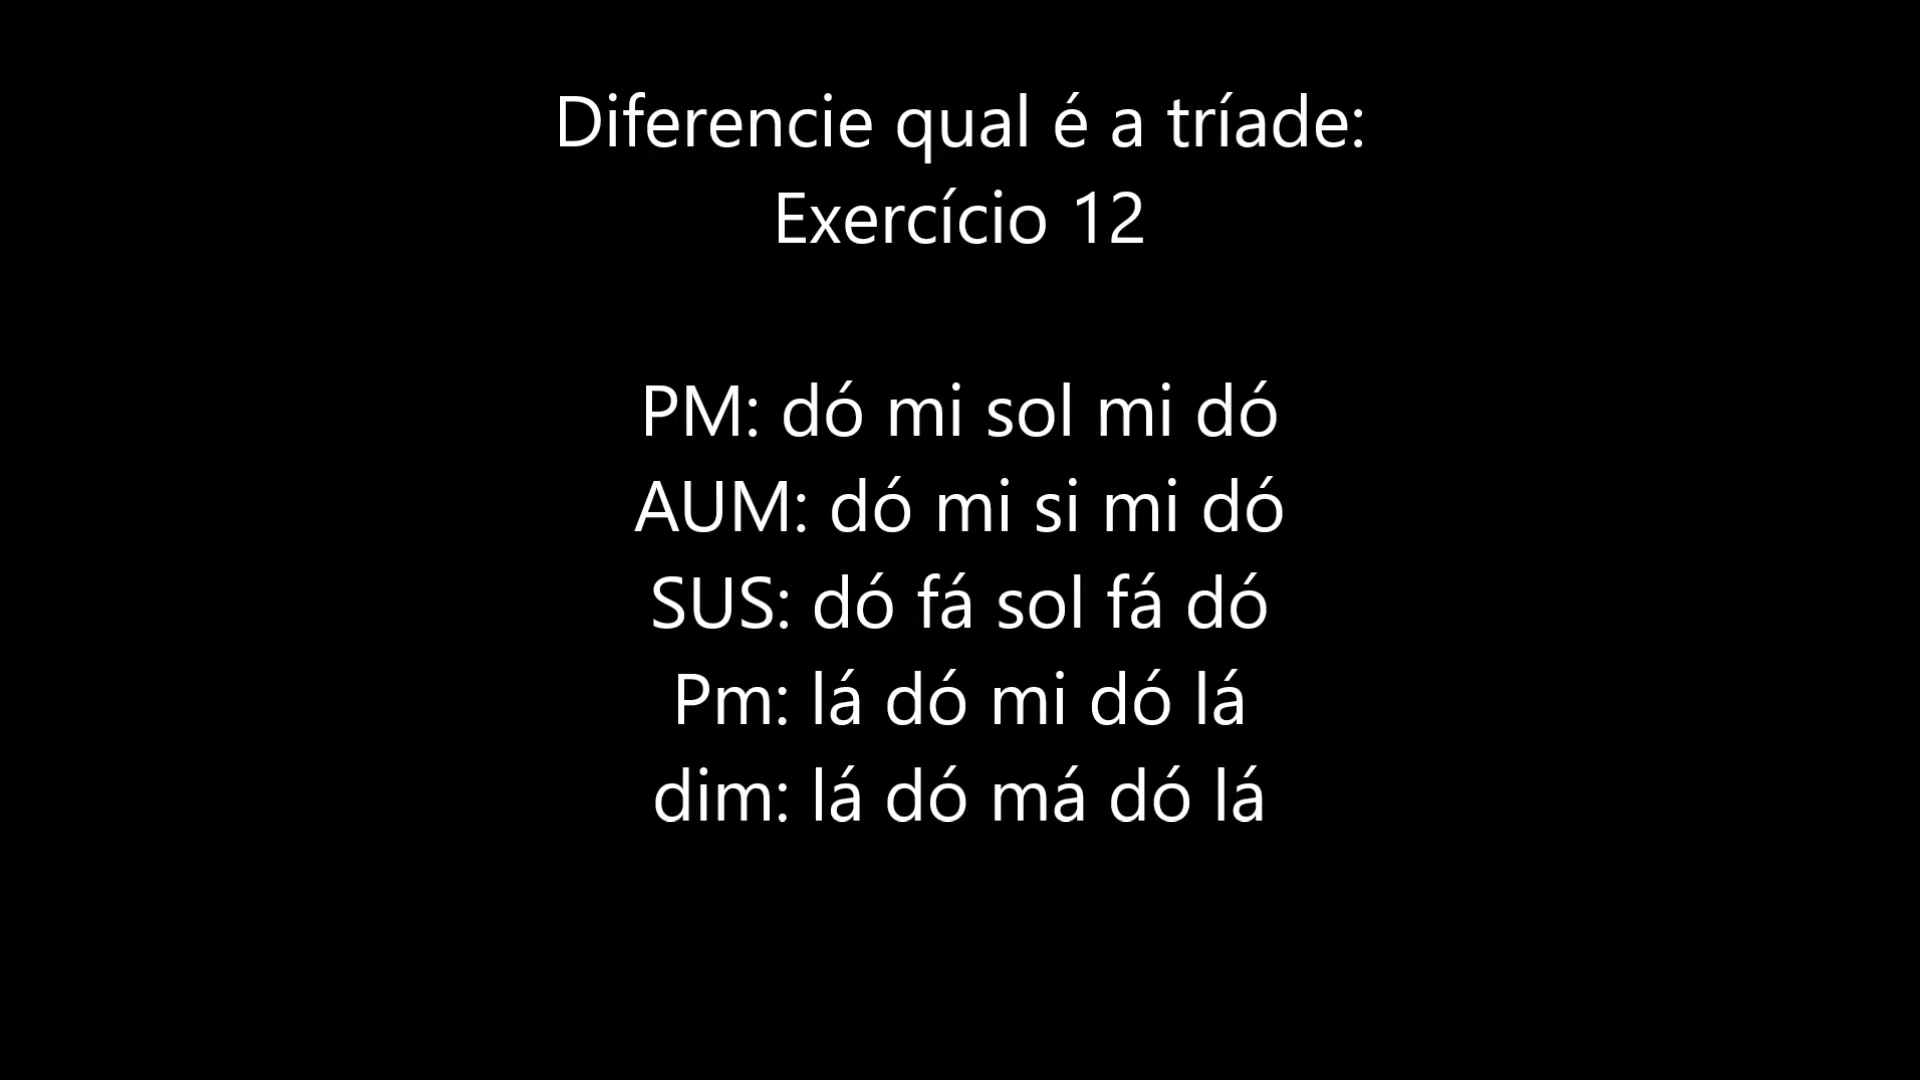 Diferencie qual é a tríade:
Exercício 12
PM: dó mi sol mi dó
AUM: dó mi si mi dó
SUS: dó fá sol fá dó
Pm: lá dó mi dó lá
dim: lá dó má dó lá